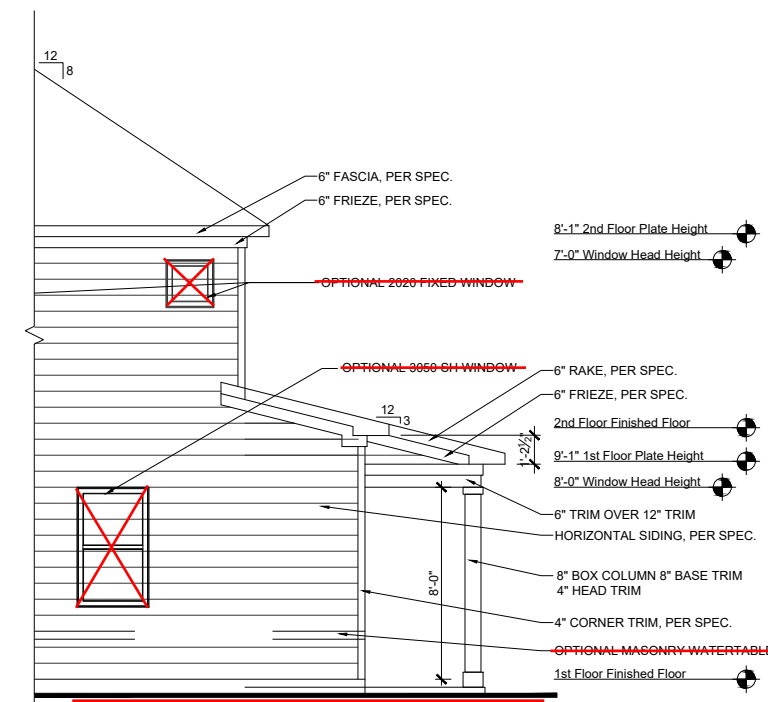 12
8
6" FASCIA, PER SPEC.
6" FRIEZE, PER SPEC.
8'-1" 2nd Floor Plate Height
7'-0" Window Head Height
OPTIONAL 2020 FIXED WINDOW
OPTIONAL 3050 SH WINDOW
6" RAKE, PER SPEC.
6" FRIEZE, PER SPEC.
12
3
2nd Floor Finished Floor
1'-2½"
9'-1" 1st Floor Plate Height
8'-0" Window Head Height
6" TRIM OVER 12" TRIM
HORIZONTAL SIDING, PER SPEC.
8'-0"
8" BOX COLUMN 8" BASE TRIM
4" HEAD TRIM
4" CORNER TRIM, PER SPEC.
OPTIONAL MASONRY WATERTABLE
1st Floor Finished Floor